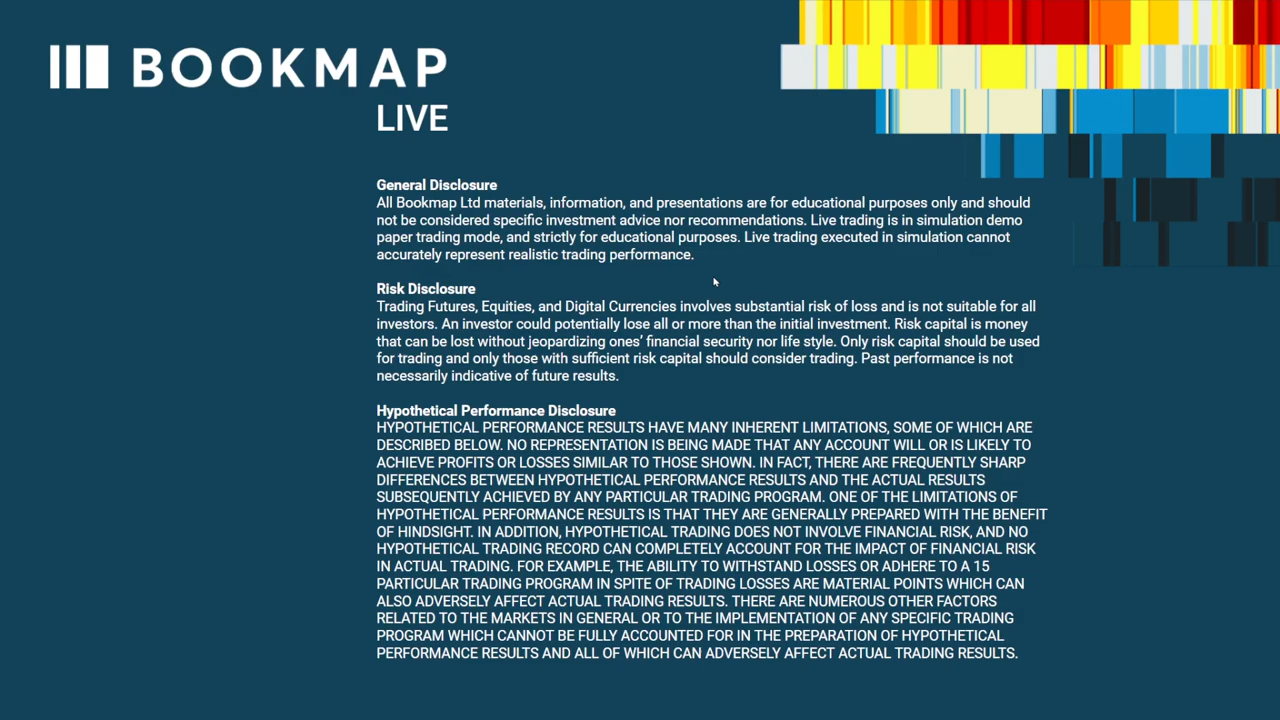 BOOKMAP
LIVE
General Disclosure
All Bookmap Ltd materials, information, and presentations are for educational purposes only and should
not be considered specific investment advice nor recommendations. Live trading is in simulation demo
paper trading mode, and strictly for educational purposes. Live trading executed in simulation cannot
accurately represent realistic trading performance.
Risk Disclosure
Trading Futures, Equities, and Digital Currencies involves substantial risk of loss and is not suitable for all
investors. An investor could potentially lose all or more than the initial investment. Risk capital is money
that can be lost without jeopardizing ones’ financial security nor life style. Only risk capital should be used
for trading and only those with sufficient risk capital should consider trading. Past performance is not
necessarily indicative of future results.
Hypothetical Performance Disclosure
HYPOTHETICAL PERFORMANCE RESULTS HAVE MANY INHERENT LIMITATIONS, SOME OF WHICH ARE
DESCRIBED BELOW. NO REPRESENTATION IS BEING MADE THAT ANY ACCOUNT WILL OR IS LIKELY TO
ACHIEVE PROFITS OR LOSSES SIMILAR TO THOSE SHOWN. IN FACT, THERE ARE FREQUENTLY SHARP
DIFFERENCES BETWEEN HYPOTHETICAL PERFORMANCE RESULTS AND THE ACTUAL RESULTS
SUBSEQUENTLY ACHIEVED BY ANY PARTICULAR TRADING PROGRAM. ONE OF THE LIMITATIONS OF
HYPOTHETICAL PERFORMANCE RESULTS IS THAT THEY ARE GENERALLY PREPARED WITH THE BENEFIT
OF HINDSIGHT. IN ADDITION, HYPOTHETICAL TRADING DOES NOT INVOLVE FINANCIAL RISK, AND NO
HYPOTHETICAL TRADING RECORD CAN COMPLETELY ACCOUNT FOR THE IMPACT OF FINANCIAL RISK
IN ACTUAL TRADING. FOR EXAMPLE, THE ABILITY TO WITHSTAND LOSSES OR ADHERE TO A 15
PARTICULAR TRADING PROGRAM IN SPITE OF TRADING LOSSES ARE MATERIAL POINTS WHICH CAN
ALSO ADVERSELY AFFECT ACTUAL TRADING RESULTS. THERE ARE NUMEROUS OTHER FACTORS
RELATED TO THE MARKETS IN GENERAL OR TO THE IMPLEMENTATION OF ANY SPECIFIC TRADING
PROGRAM WHICH CANNOT BE FULLY ACCOUNTED FOR IN THE PREPARATION OF HYPOTHETICAL
PERFORMANCE RESULTS AND ALL OF WHICH CAN ADVERSELY AFFECT ACTUAL TRADING RESULTS.